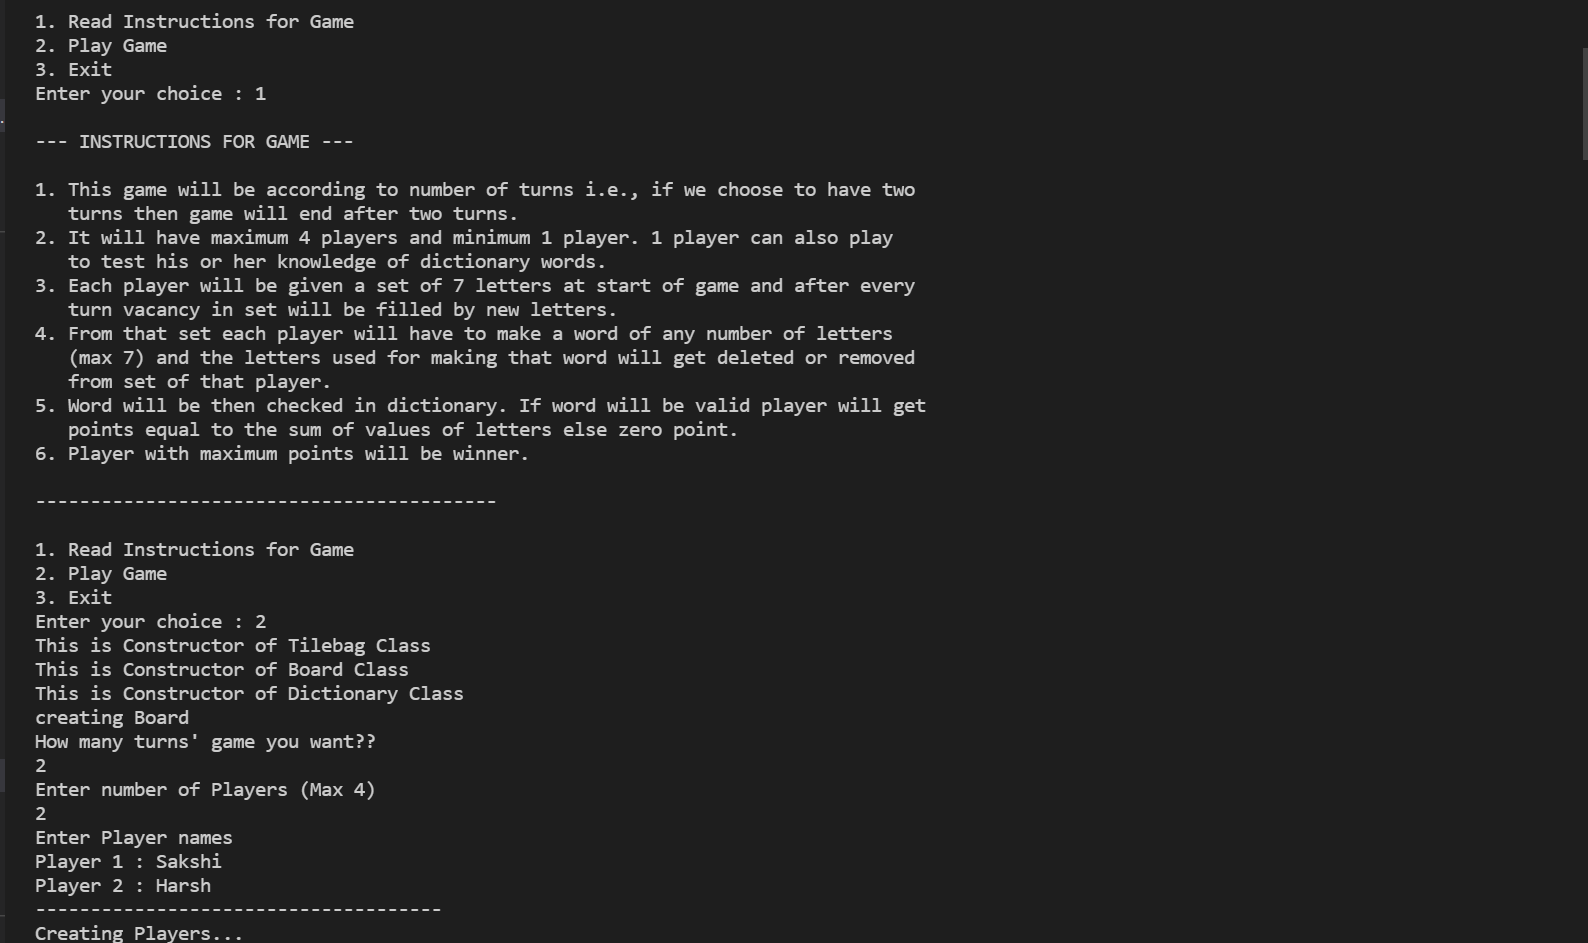 1. Read Instructions for Game
2. Play Game
3. Exit
Enter your choice : 1
--- INSTRUCTIONS FOR GAME ---
1. This game will be according to number of turns i.e., if we choose to have two
turns then game will end after two turns.
2. It will have maximum 4 players and minimum 1 player. 1 player can also play
to test his or her knowledge of dictionary words.
3. Each player will be given a set of 7 letters at start of game and after every
turn vacancy in set will be filled by new letters.
4. From that set each player will have to make a word of any number of letters
(max 7) and the letters used for making that word will get deleted or removed
from set of that player.
5. Word will be then checked in dictionary. If word will be valid player will get
points equal to the sum of values of letters else zero point.
6. Player with maximum points will be winner.
------------------------------------------
1. Read Instructions for Game
2. Play Game
3. Exit
Enter your choice : 2
This is Constructor of Tilebag Class
This is Constructor of Board Class
This is Constructor of Dictionary Class
creating Board
How many turns' game you want??
2
Enter number of Players (Max 4)
2
Enter Player names
Player 1 : Sakshi
Player 2 : Harsh
-------------------------------------
Creating Players...